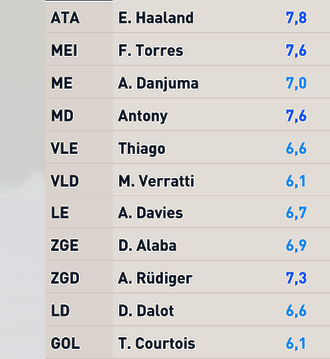 ATA E. Haaland 7,8
MEI F. Torres 7,6
ME A. Danjuma 7,0
MD Antony 7,6
VLE Thiago 6,6
VLD M. Verratti 6,1
LE A. Davies 6,7
ZGE D. Alaba 6,9
ZGD A. Rüdiger 7,3
LD D. Dalot 6,6
GOL T. Courtois 6,1